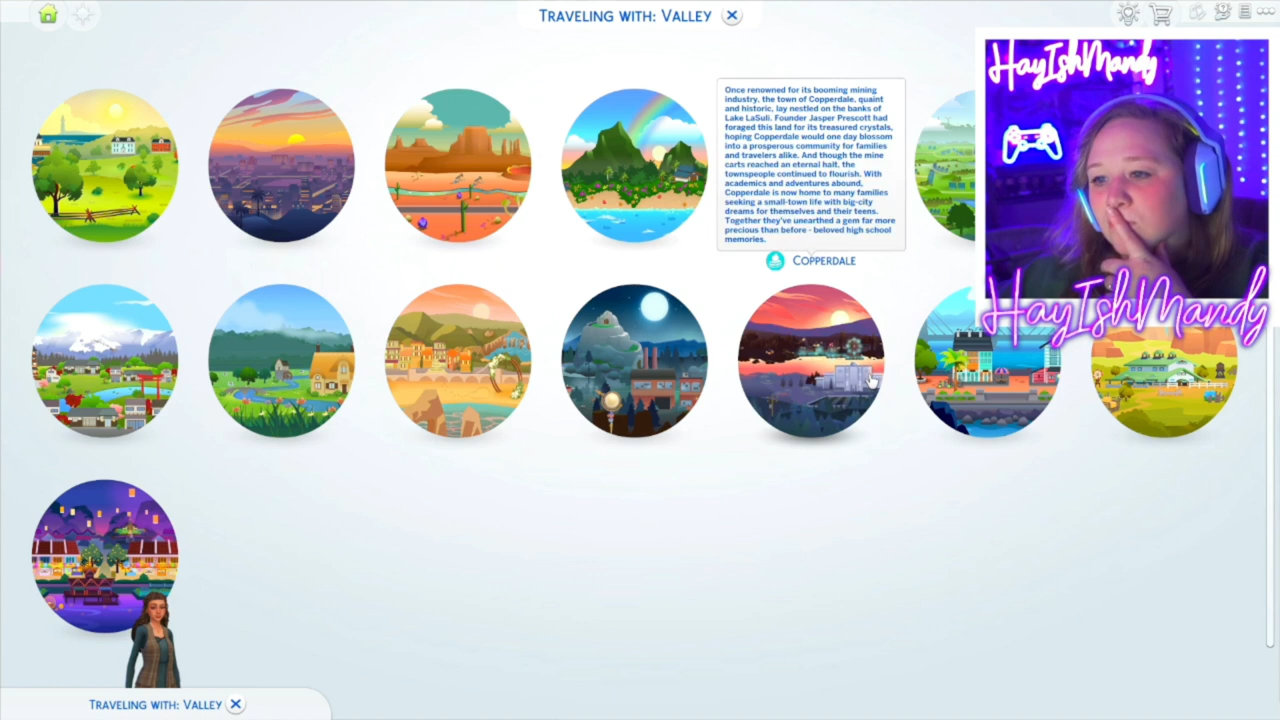 TRAVELING WITH: VALLEY
HayIshMandy
Once renowned for its booming mining
industry, the town of Copperdale, quaint
and historic, lay nestled on the banks of
Lake LaSuli. Founder Jasper Prescott had
foraged this land for its treasured crystals,
hoping Copperdale would one day blossom
into a prosperous community for families
and travelers alike. And though the mine
carts reached an eternal halt, the
townspeople continued to flourish. With
academics and adventures abound,
Copperdale is now home to many families
seeking a small-town life with big-city
dreams for themselves and their teens.
Together they've unearthed a gem far more
precious than before - beloved high school
memories.
COPPERDALE
HayIshMandy
TRAVELING WITH: VALLEY